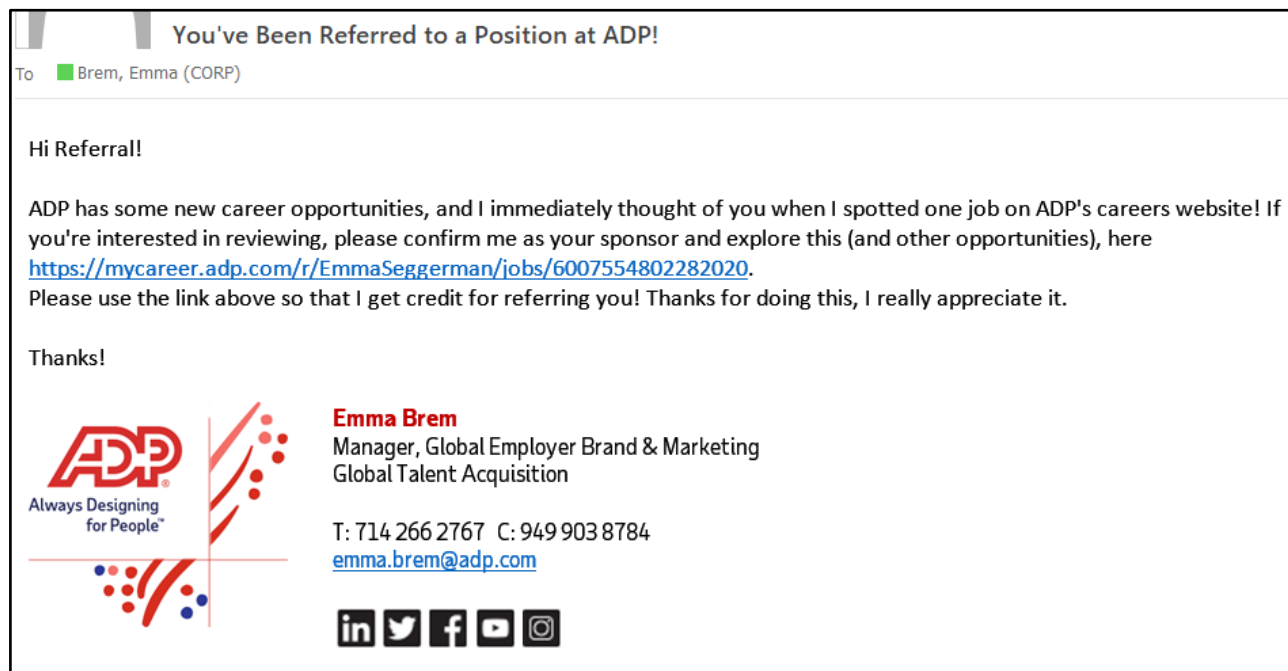 You've Been Referred to a Position at ADP!
To Brem, Emma (CORP)
Hi Referral!
ADP has some new career opportunities, and I immediately thought of you when I spotted one job on ADP's careers website! If
you're interested in reviewing, please confirm me as your sponsor and explore this (and other opportunities), here
https://mycareer.adp.com/r/EmmaSeggerman/jobs/6007554802282020.
Please use the link above so that I get credit for referring you! Thanks for doing this, I really appreciate it.
Thanks!
ADP®
Always Designing
for People™
Emma Brem
Manager, Global Employer Brand & Marketing
Global Talent Acquisition
T: 714 266 2767 C: 949 903 8784
emma.brem@adp.com
in